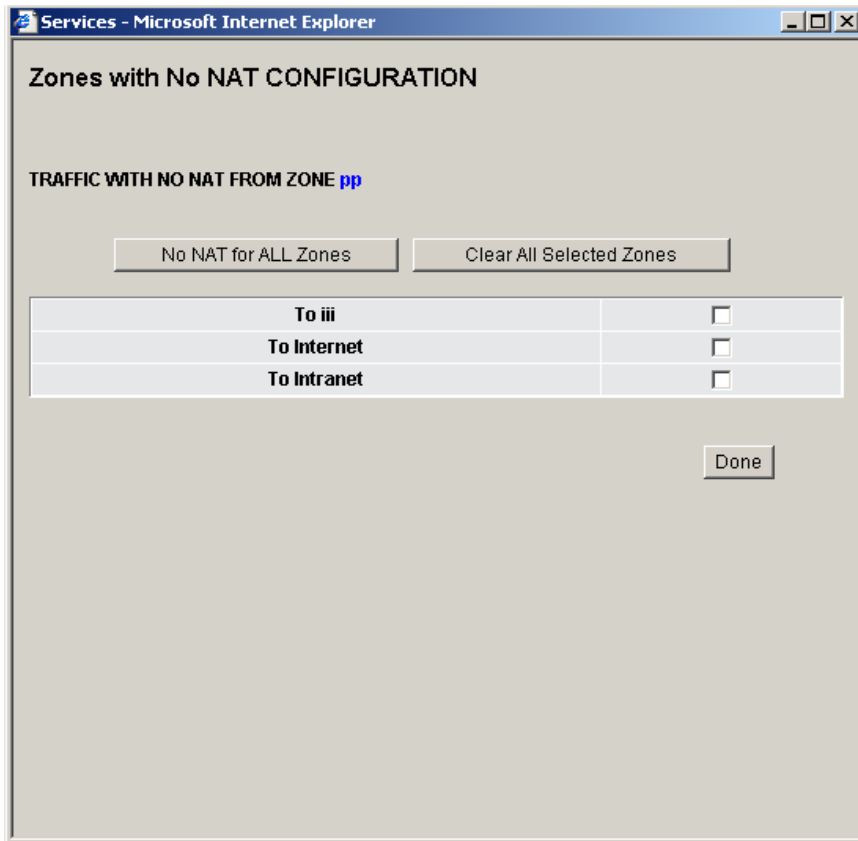 Services - Microsoft Internet Explorer
Zones with No NAT CONFIGURATION
TRAFFIC WITH NO NAT FROM ZONE pp
No NAT for ALL Zones Clear All Selected Zones
To iii
To Internet
To Intranet
Done